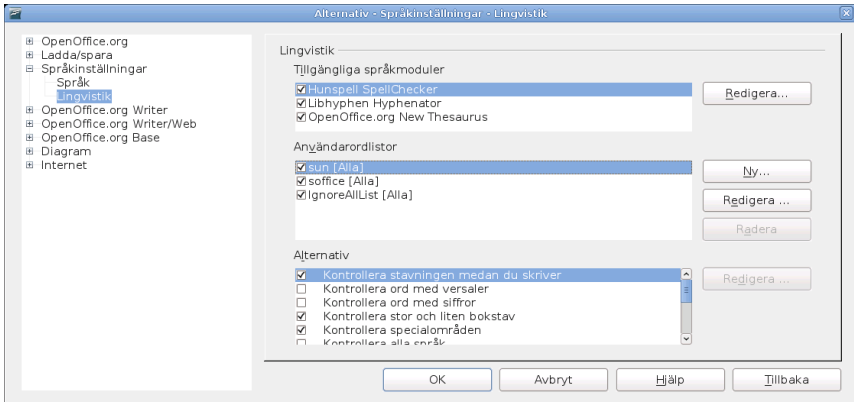 Alternativ - Språkinställningar - Lingvistik
OpenOffice.org
Ladda/spara
Språkinställningar
Språk
Lingvistik
OpenOffice.org Writer
OpenOffice.org Writer/Web
OpenOffice.org Base
Diagram
Internet
Lingvistik
Tillgängliga språkmoduler
Hunspell SpellChecker
Libhyphen Hyphenator
OpenOffice.org New Thesaurus
Redigera...
Användarordlistor
sun [Alla]
soffice [Alla]
IgnoreAllList [Alla]
Ny...
Redigera ...
Radera
Alternativ
Kontrollera stavningen medan du skriver
Kontrollera ord med versaler
Kontrollera ord med siffror
Kontrollera stor och liten bokstav
Kontrollera specialområden
Kontrollera alla språk
Redigera ...
OK
Avbryt
Hjälp
Tillbaka